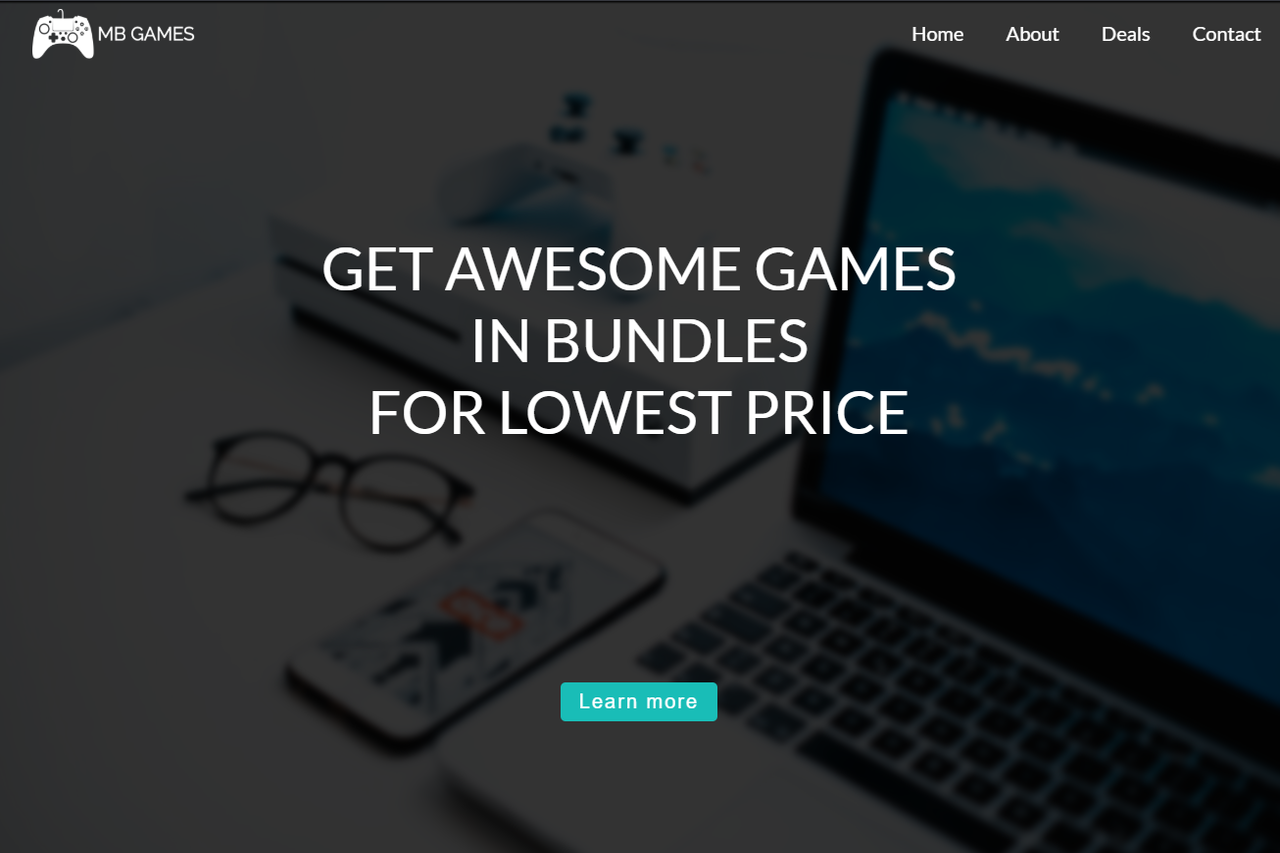 MB GAMES
Home About Deals Contact
GET AWESOME GAMES
IN BUNDLES
FOR LOWEST PRICE
Learn more